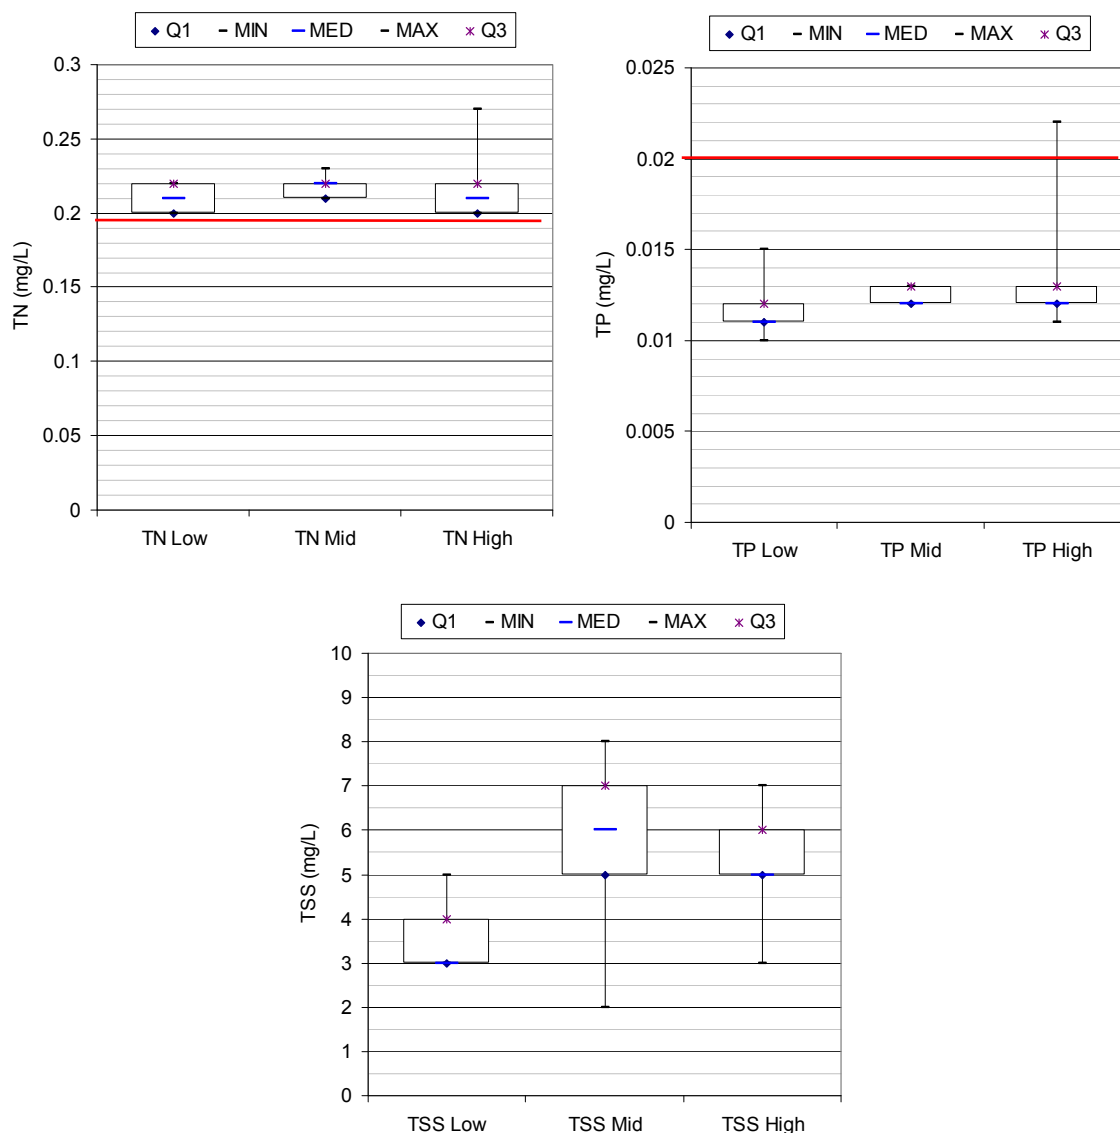 Q1 MIN MED MAX Q3
0.3
0.25
0.2
0.15
0.1
0.05
0
TN (mg/L)
TN Low TN Mid TN High
Q1 MIN MED MAX Q3
0.025
0.02
0.015
0.01
0.005
0
TP (mg/L)
TP Low TP Mid TP High
Q1 MIN MED MAX Q3
10
9
8
7
6
5
4
3
2
1
0
TSS (mg/L)
TSS Low TSS Mid TSS High